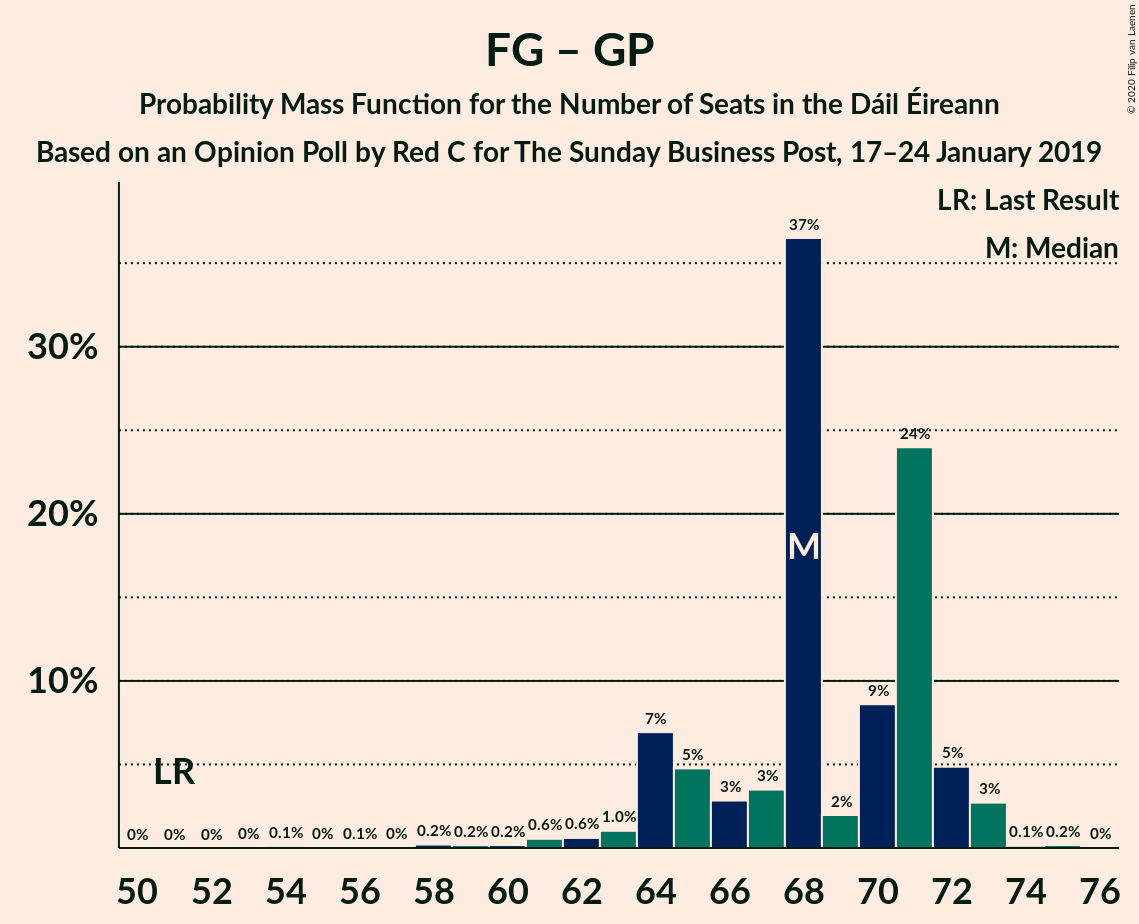 FG – GP
Probability Mass Function for the Number of Seats in the Dáil Éireann
Based on an Opinion Poll by Red C for The Sunday Business Post, 17–24 January 2019
© 2020 Filip van Laenen
LR: Last Result
M: Median
30%
20%
10%
LR
M
0% 0% 0% 0% 0.1% 0% 0.1% 0% 0.2% 0.2% 0.2% 0.6% 0.6% 1.0% 7% 5% 3% 3% 37% 2% 9% 24% 5% 3% 0.1% 0.2% 0%
50 52 54 56 58 60 62 64 66 68 70 72 74 76